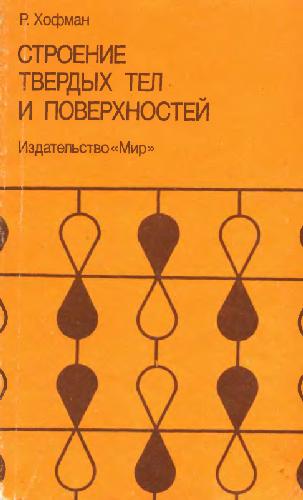 Р. Хофман
СТРОЕНИЕ
ТВЕРДЫХ ТЕЛ
И ПОВЕРХНОСТЕЙ
Издательство «Мир»